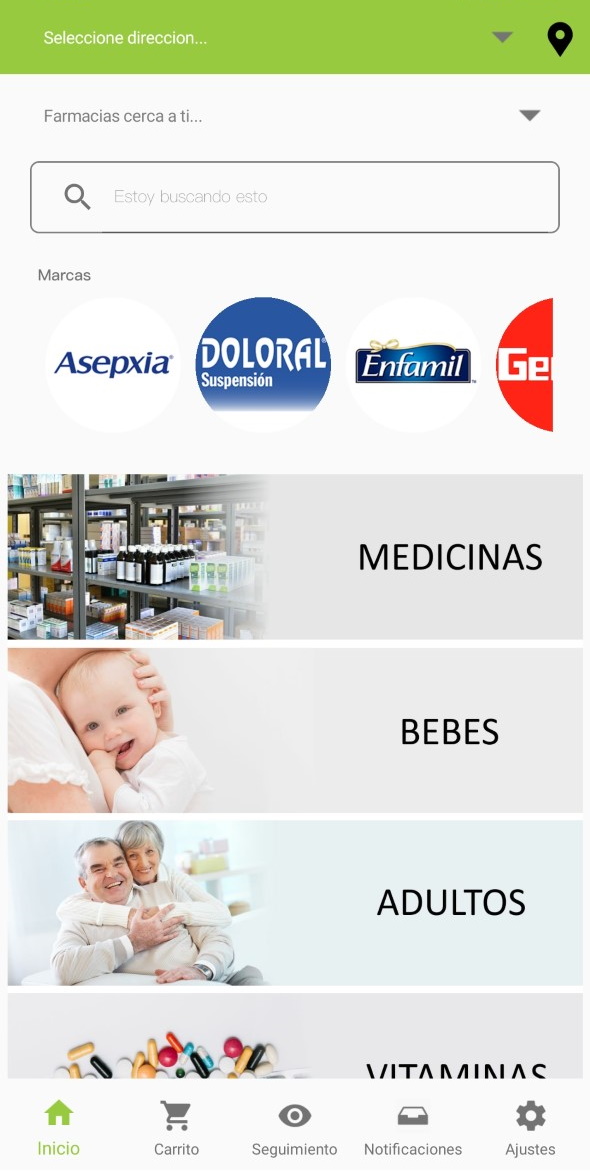 Seleccione direccion...
Farmacias cerca a ti...
Estoy buscando esto
Marcas
Asepxia
DOLORAL
Suspensión
Enfamil
Ge
MEDICINAS
BEBES
ADULTOS
VITAMINAS
Inicio
Carrito
Seguimiento
Notificaciones
Ajustes